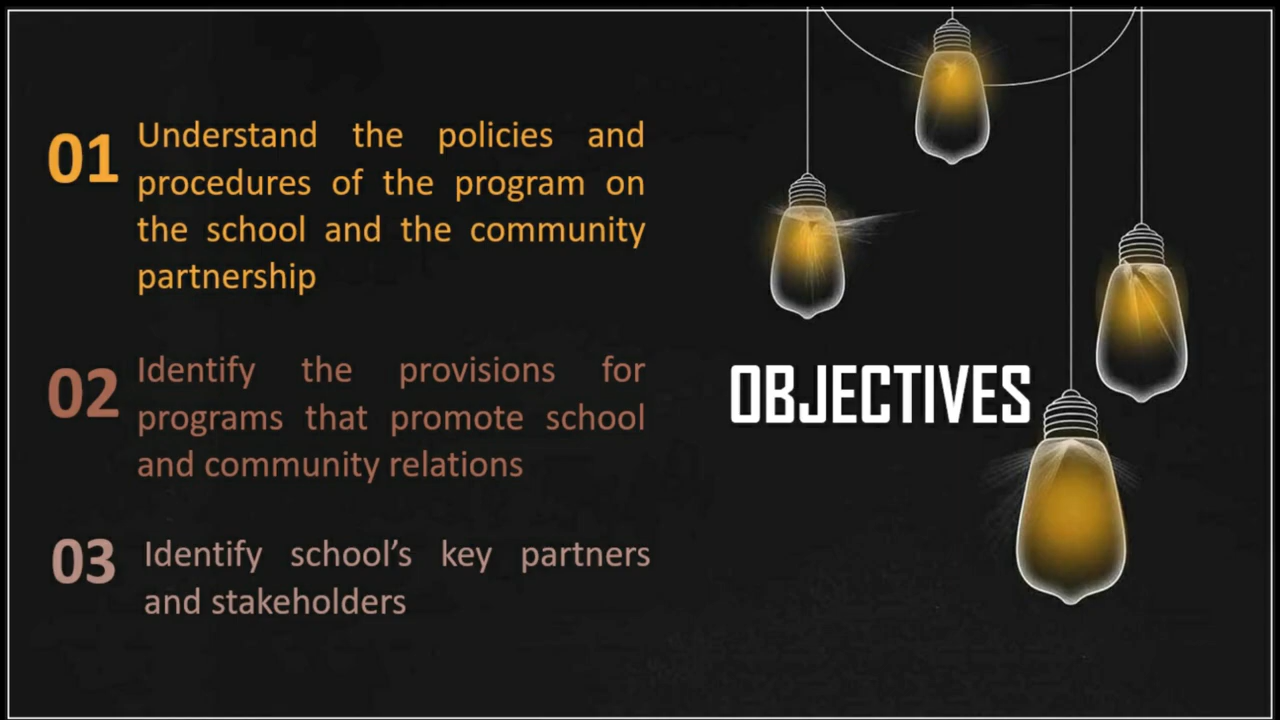 01
Understand the policies and
procedures of the program on
the school and the community
partnership
02
Identify the provisions for
programs that promote school
and community relations
03
Identify school’s key partners
and stakeholders
OBJECTIVES